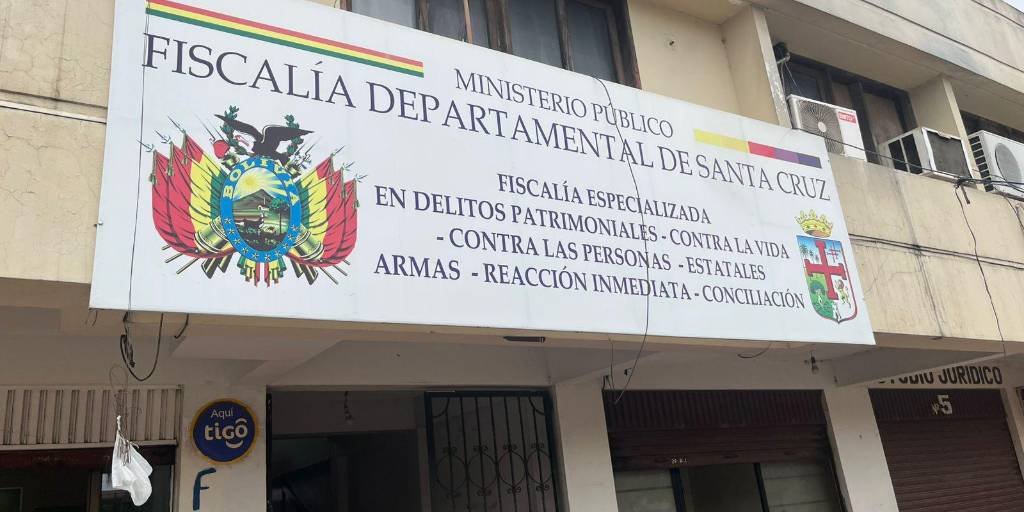 MINISTERIO PÚBLICO
FISCALÍA DEPARTAMENTAL DE SANTA CRUZ
FISCALÍA ESPECIALIZADA
EN DELITOS PATRIMONIALES - CONTRA LA VIDA
- CONTRA LAS PERSONAS - ESTATALES
ARMAS - REACCIÓN INMEDIATA - CONCILIACIÓN
BOLIVIA
Aquí
tigo
F
JURIDICO
Nº 5